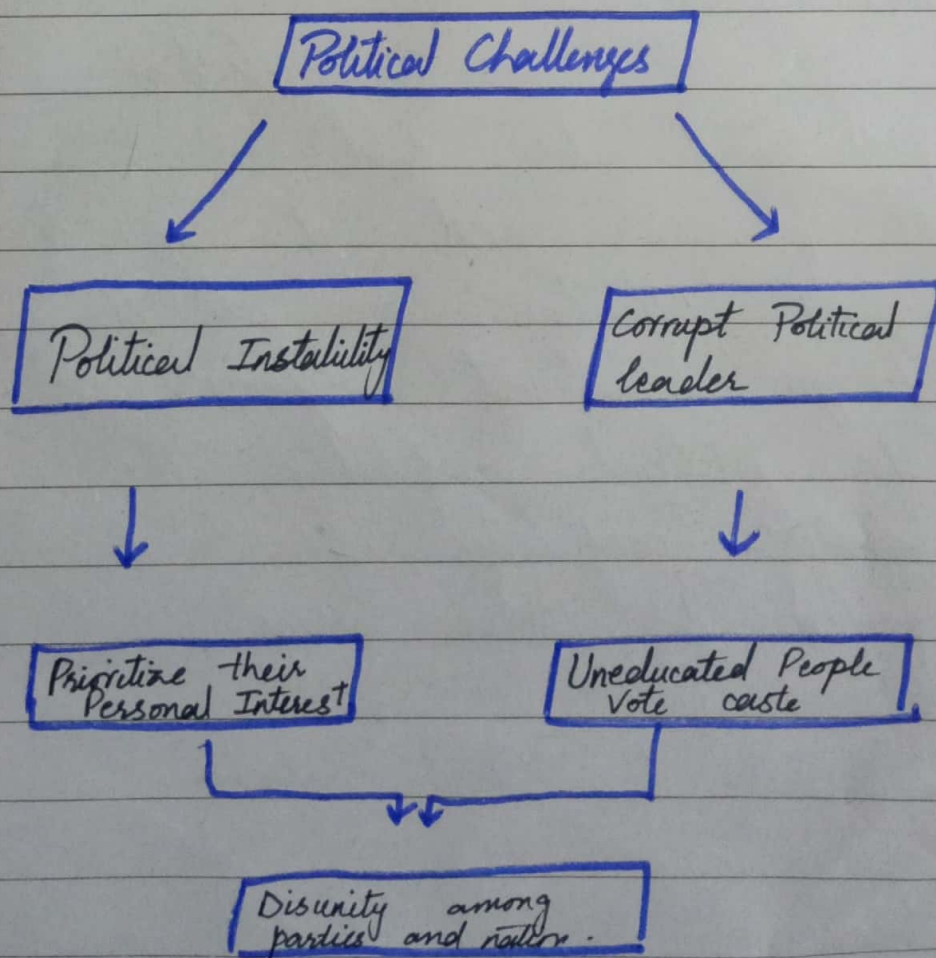 Political Challenges
Political Instability
Corrupt Political
leader
Prioritize their
Personal Interest
Uneducated People
Vote caste
Disunity among
parties and nation.